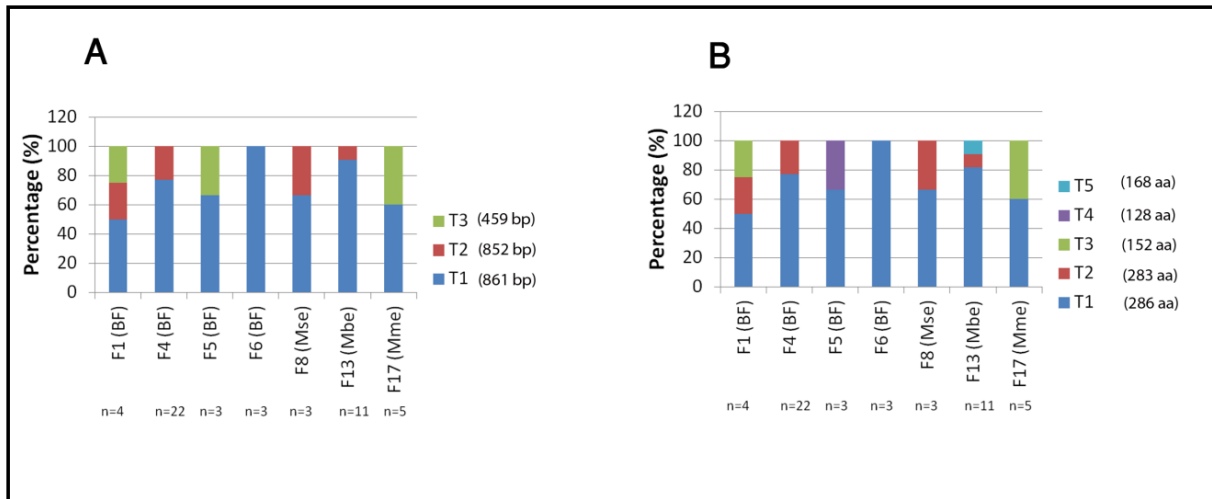 A
Percentage (%)
120
100
80
60
40
20
0
F1 (BF)
F4 (BF)
F5 (BF)
F6 (BF)
F8 (Mse)
F13 (Mbe)
F17 (Mme)
n=4 n=22 n=3 n=3 n=3 n=11 n=5
T3 (459 bp)
T2 (852 bp)
T1 (861 bp)
B
Percentage (%)
120
100
80
60
40
20
0
F1 (BF)
F4 (BF)
F5 (BF)
F6 (BF)
F8 (Mse)
F13 (Mbe)
F17 (Mme)
n=4 n=22 n=3 n=3 n=3 n=11 n=5
T5 (168 aa)
T4 (128 aa)
T3 (152 aa)
T2 (283 aa)
T1 (286 aa)